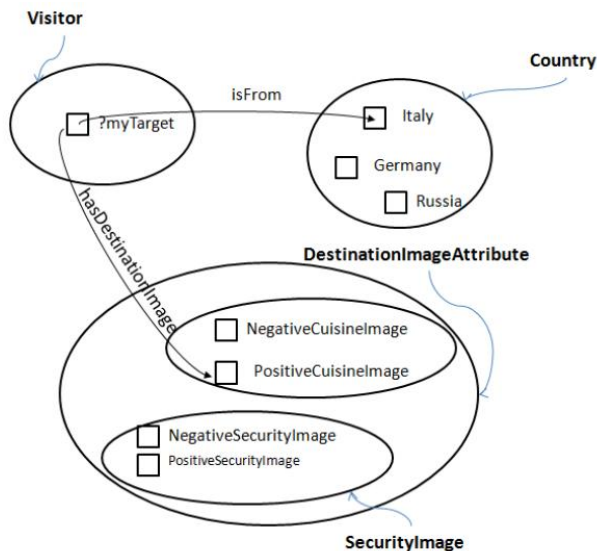 Visitor
Country
isFrom
?myTarget
Italy
Germany
Russia
hasDestinationImage
DestinationImageAttribute
NegativeCuisineImage
PositiveCuisineImage
NegativeSecurityImage
PositiveSecurityImage
SecurityImage